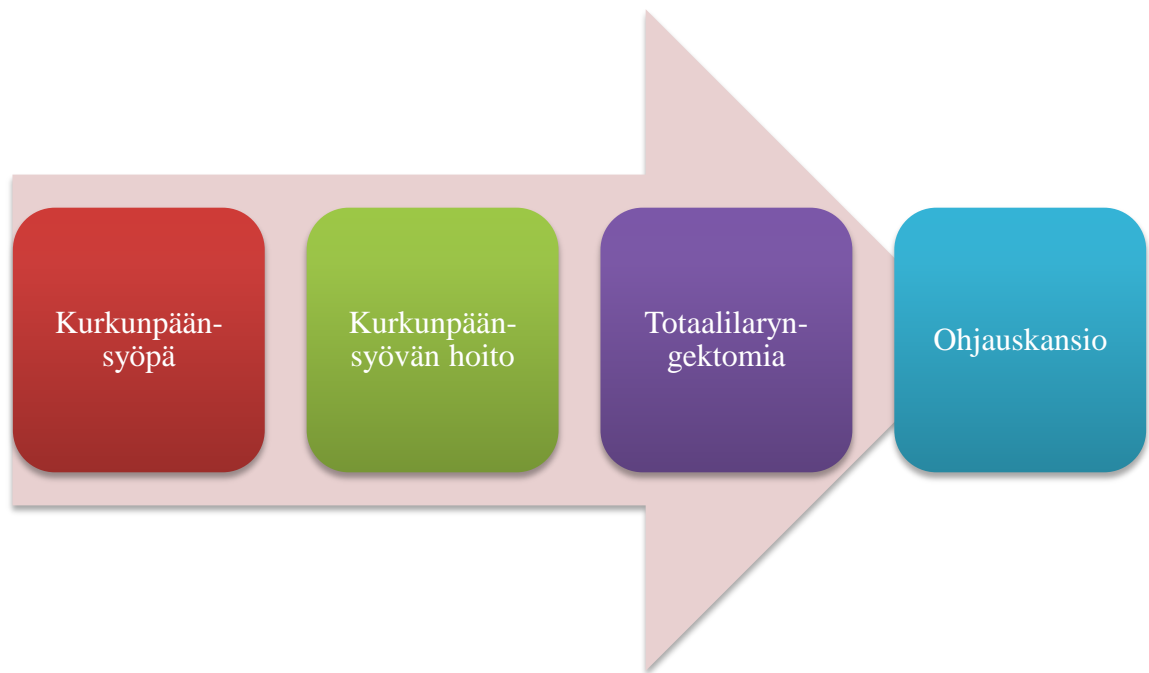 Kurkunpään-
syöpä
Kurkunpään-
syövän hoito
Totaalilaryn-
gektomia
Ohjauskansio